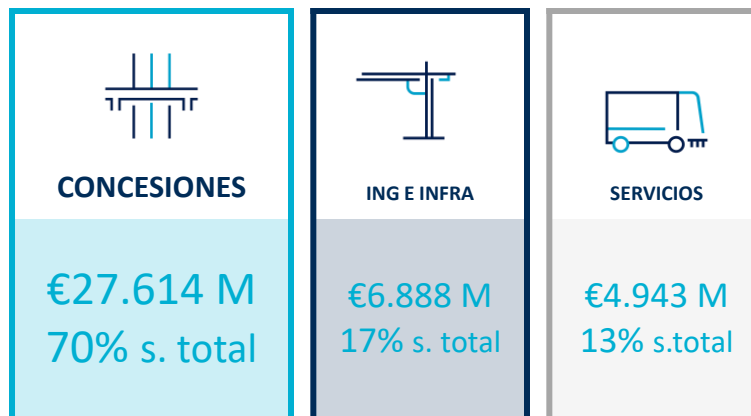 CONCESIONES
€27.614 M
70% s. total
ING E INFRA
€6.888 M
17% s. total
SERVICIOS
€4.943 M
13% s.total